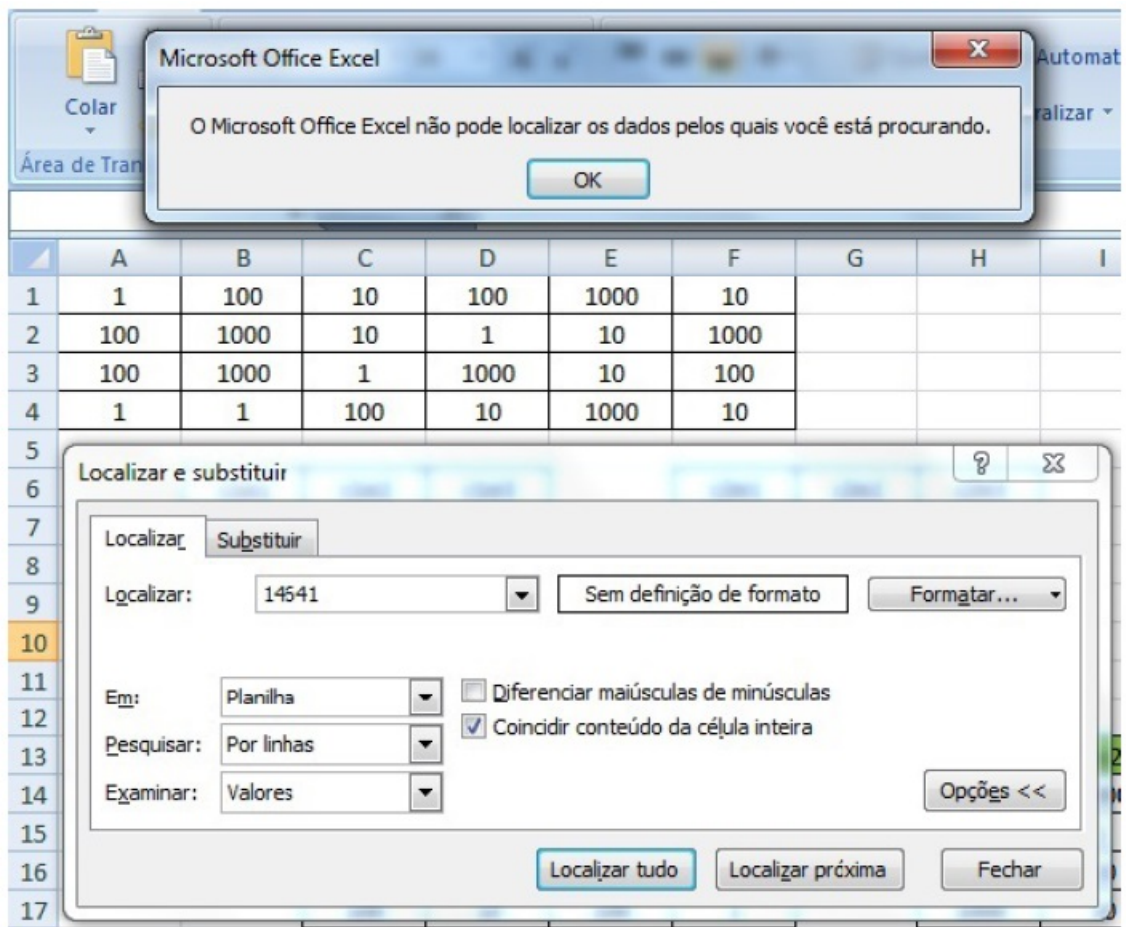 Microsoft Office Excel
x
Automat
Colar
O Microsoft Office Excel não pode localizar os dados pelos quais você está procurando.
ralizar
Área de Tran
OK
A B C D E F G H I
1 1 100 10 100 1000 10
2 100 1000 10 1 10 1000
3 100 1000 1 1000 10 100
4 1 1 100 10 1000 10
5
Localizar e substituir
?
6
7
Localizar Substituir
8
9
Localizar: 14541 Sem definição de formato Formatar...
10
11
Em: Planilha Diferenciar maiúsculas de minúsculas
12
Coincidir conteúdo da célula inteira
13
Pesquisar: Por linhas
14
Examinar: Valores Opções <<
15
16
Localizar tudo Localizar próxima Fechar
17